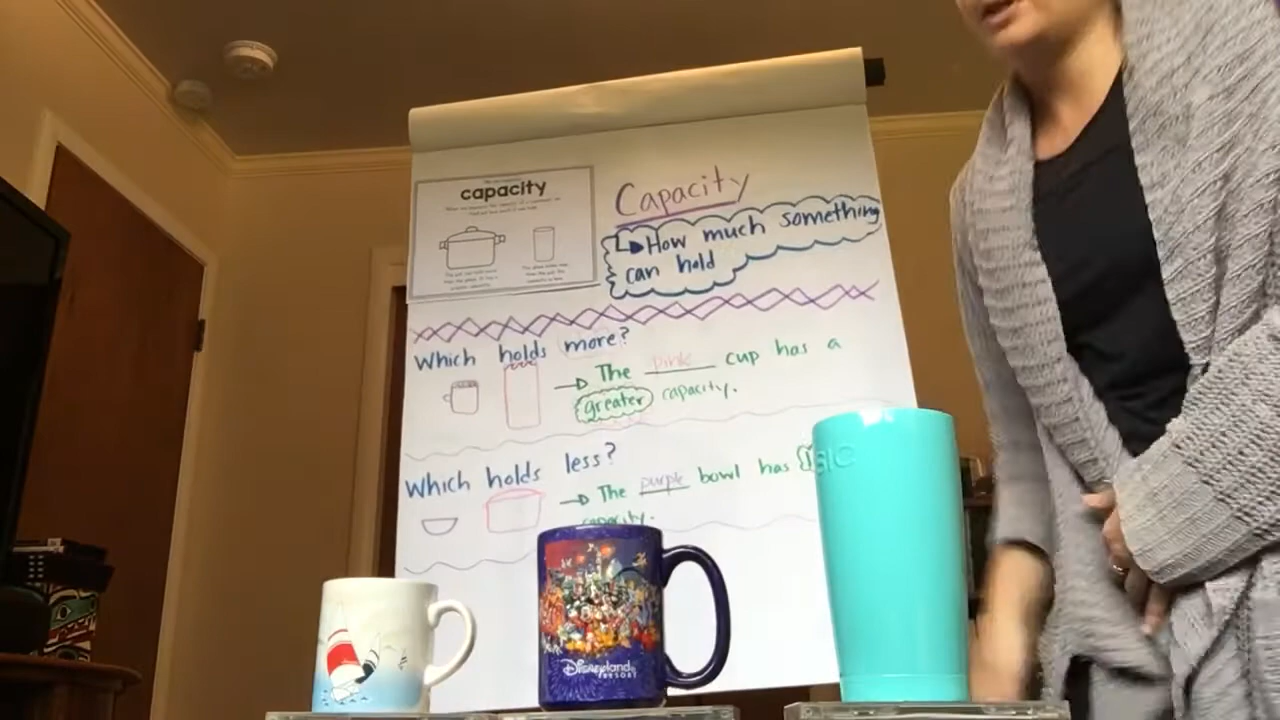 capacity
Capacity
How much something
can hold
Which holds more?
The pink cup has a
greater capacity.
Which holds less?
The purple bowl has
capacity.
SIC
Disneyland
RESORT